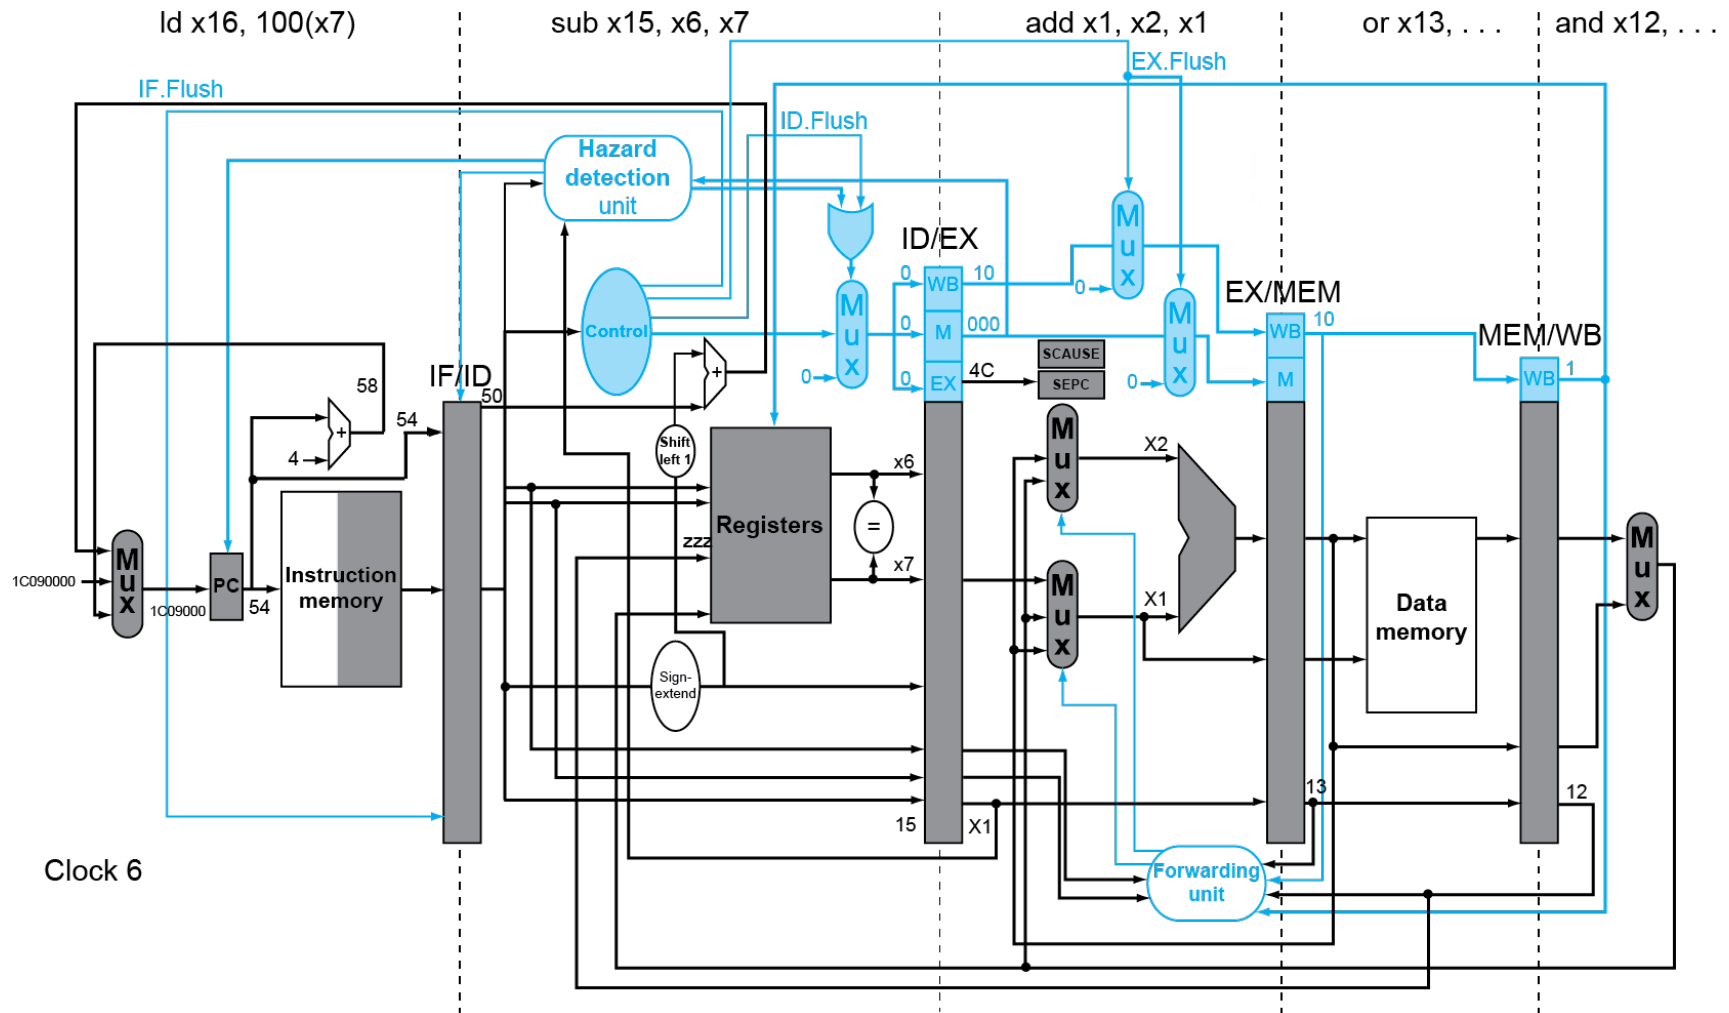 ld x16, 100(x7)
sub x15, x6, x7
add x1, x2, x1
or x13, . . .
and x12, . . .
EX.Flush
IF.Flush
ID.Flush
Hazard
detection
unit
Mux
ID/EX
0
WB
10
0
Mux
EX/MEM
Control
Mux
0
M
000
Mux
WB
10
MEM/WB
SCAUSE
IF/ID
58
50
+
0
0
EX
4C
SEPC
0
M
WB
1
54
+
4
Shift
left 1
Mux
X2
x6
Registers
=
zzz
x7
Mux
1C090000
1C09000
PC
54
Instruction
memory
Mux
X1
Data
memory
Mux
Sign-
extend
15
X1
13
12
Clock 6
Forwarding
unit